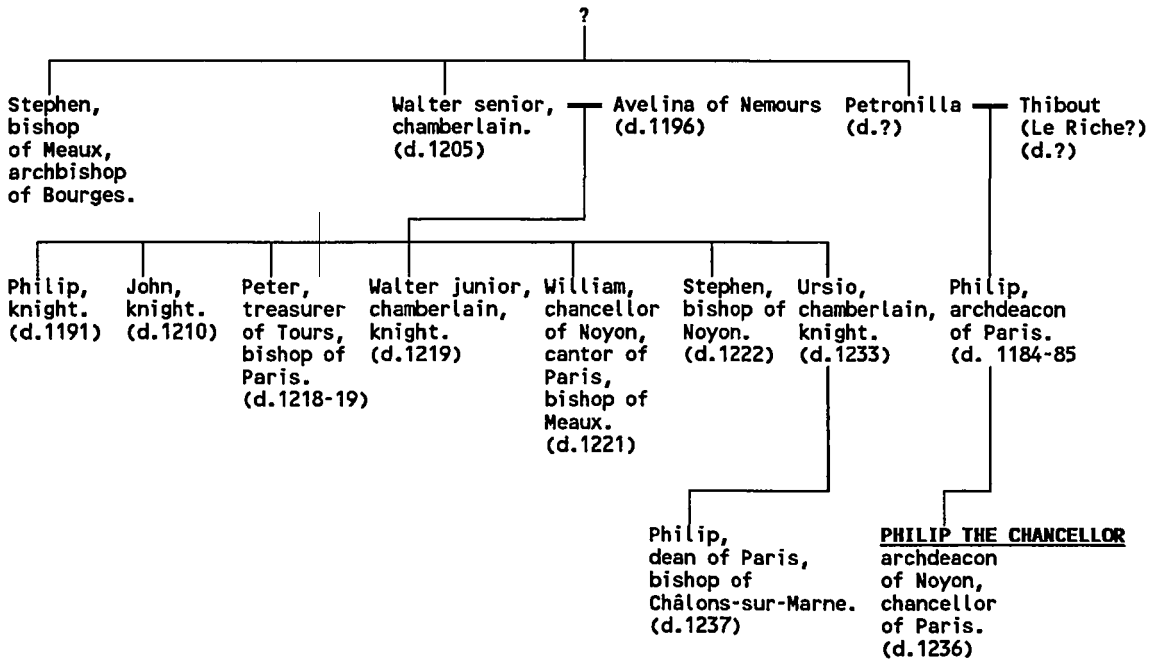 ?
Stephen,
bishop
of Meaux,
archbishop
of Bourges.
Walter senior,
chamberlain.
(d.1205)
Avelina of Nemours
(d.1196)
Petronilla
(d.?)
Thibout
(Le Riche?)
(d.?)
Philip,
knight.
(d.1191)
John,
knight.
(d.1210)
Peter,
treasurer
of Tours,
bishop of
Paris.
(d.1218-19)
Walter junior,
chamberlain,
knight.
(d.1219)
William,
chancellor
of Noyon,
cantor of
Paris,
bishop of
Meaux.
(d.1221)
Stephen,
bishop of
Noyon.
(d.1222)
Ursio,
chamberlain,
knight.
(d.1233)
Philip,
archdeacon
of Paris.
(d. 1184-85
Philip,
dean of Paris,
bishop of
Châlons-sur-Marne.
(d.1237)
PHILIP THE CHANCELLOR
archdeacon
of Noyon,
chancellor
of Paris.
(d.1236)